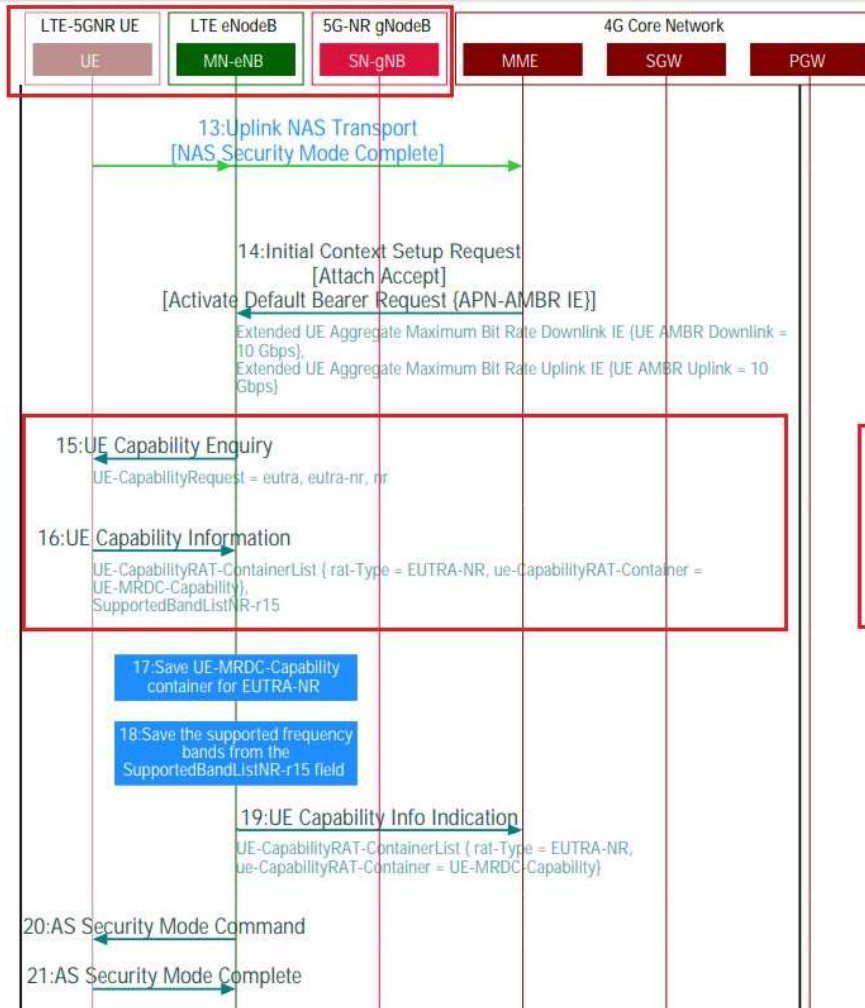 LTE-5GNR UE LTE eNodeB 5G-NR gNodeB 4G Core Network
UE MN-eNB SN-gNB MME SGW PGW
13:Uplink NAS Transport
[NAS Security Mode Complete]
14:Initial Context Setup Request
[Attach Accept]
[Activate Default Bearer Request {APN-AMBR IE}]
Extended UE Aggregate Maximum Bit Rate Downlink IE {UE AMBR Downlink =
10 Gbps},
Extended UE Aggregate Maximum Bit Rate Uplink IE {UE AMBR Uplink = 10
Gbps}
15:UE Capability Enquiry
UE-CapabilityRequest = eutra, eutra-nr, nr
16:UE Capability Information
UE-CapabilityRAT-ContainerList { rat-Type = EUTRA-NR, ue-CapabilityRAT-Container =
UE-MRDC-Capability},
SupportedBandListNR-r15
17:Save UE-MRDC-Capability
container for EUTRA-NR
18:Save the supported frequency
bands from the
SupportedBandListNR-r15 field
19:UE Capability Info Indication
UE-CapabilityRAT-ContainerList { rat-Type = EUTRA-NR,
ue-CapabilityRAT-Container = UE-MRDC-Capability}
20:AS Security Mode Command
21:AS Security Mode Complete